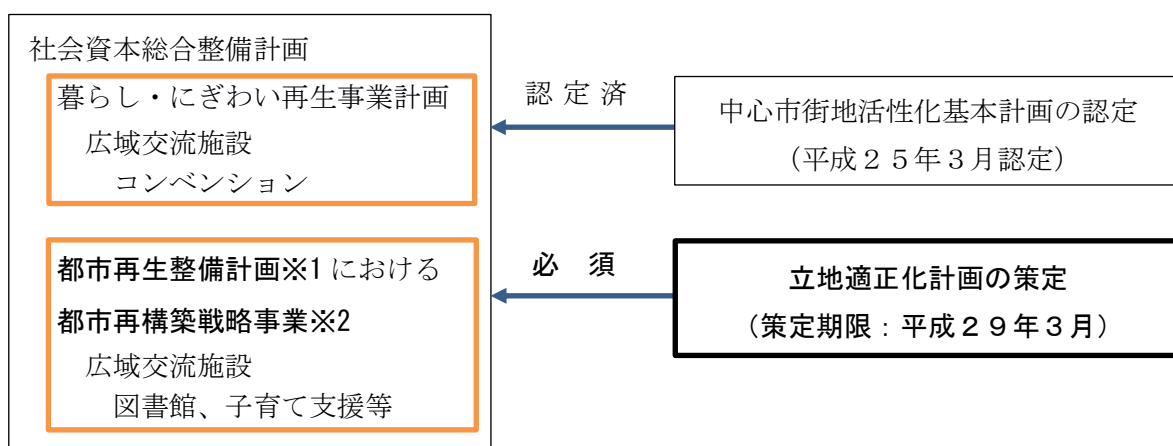 社会資本総合整備計画
暮らし・にぎわい再生事業計画
広域交流施設
コンベンション
認 定 済
中心市街地活性化基本計画の認定
（平成２５年３月認定）
都市再生整備計画※1 における
都市再構築戦略事業※2
広域交流施設
図書館、子育て支援等
必　須
立地適正化計画の策定
（策定期限：平成２９年３月）